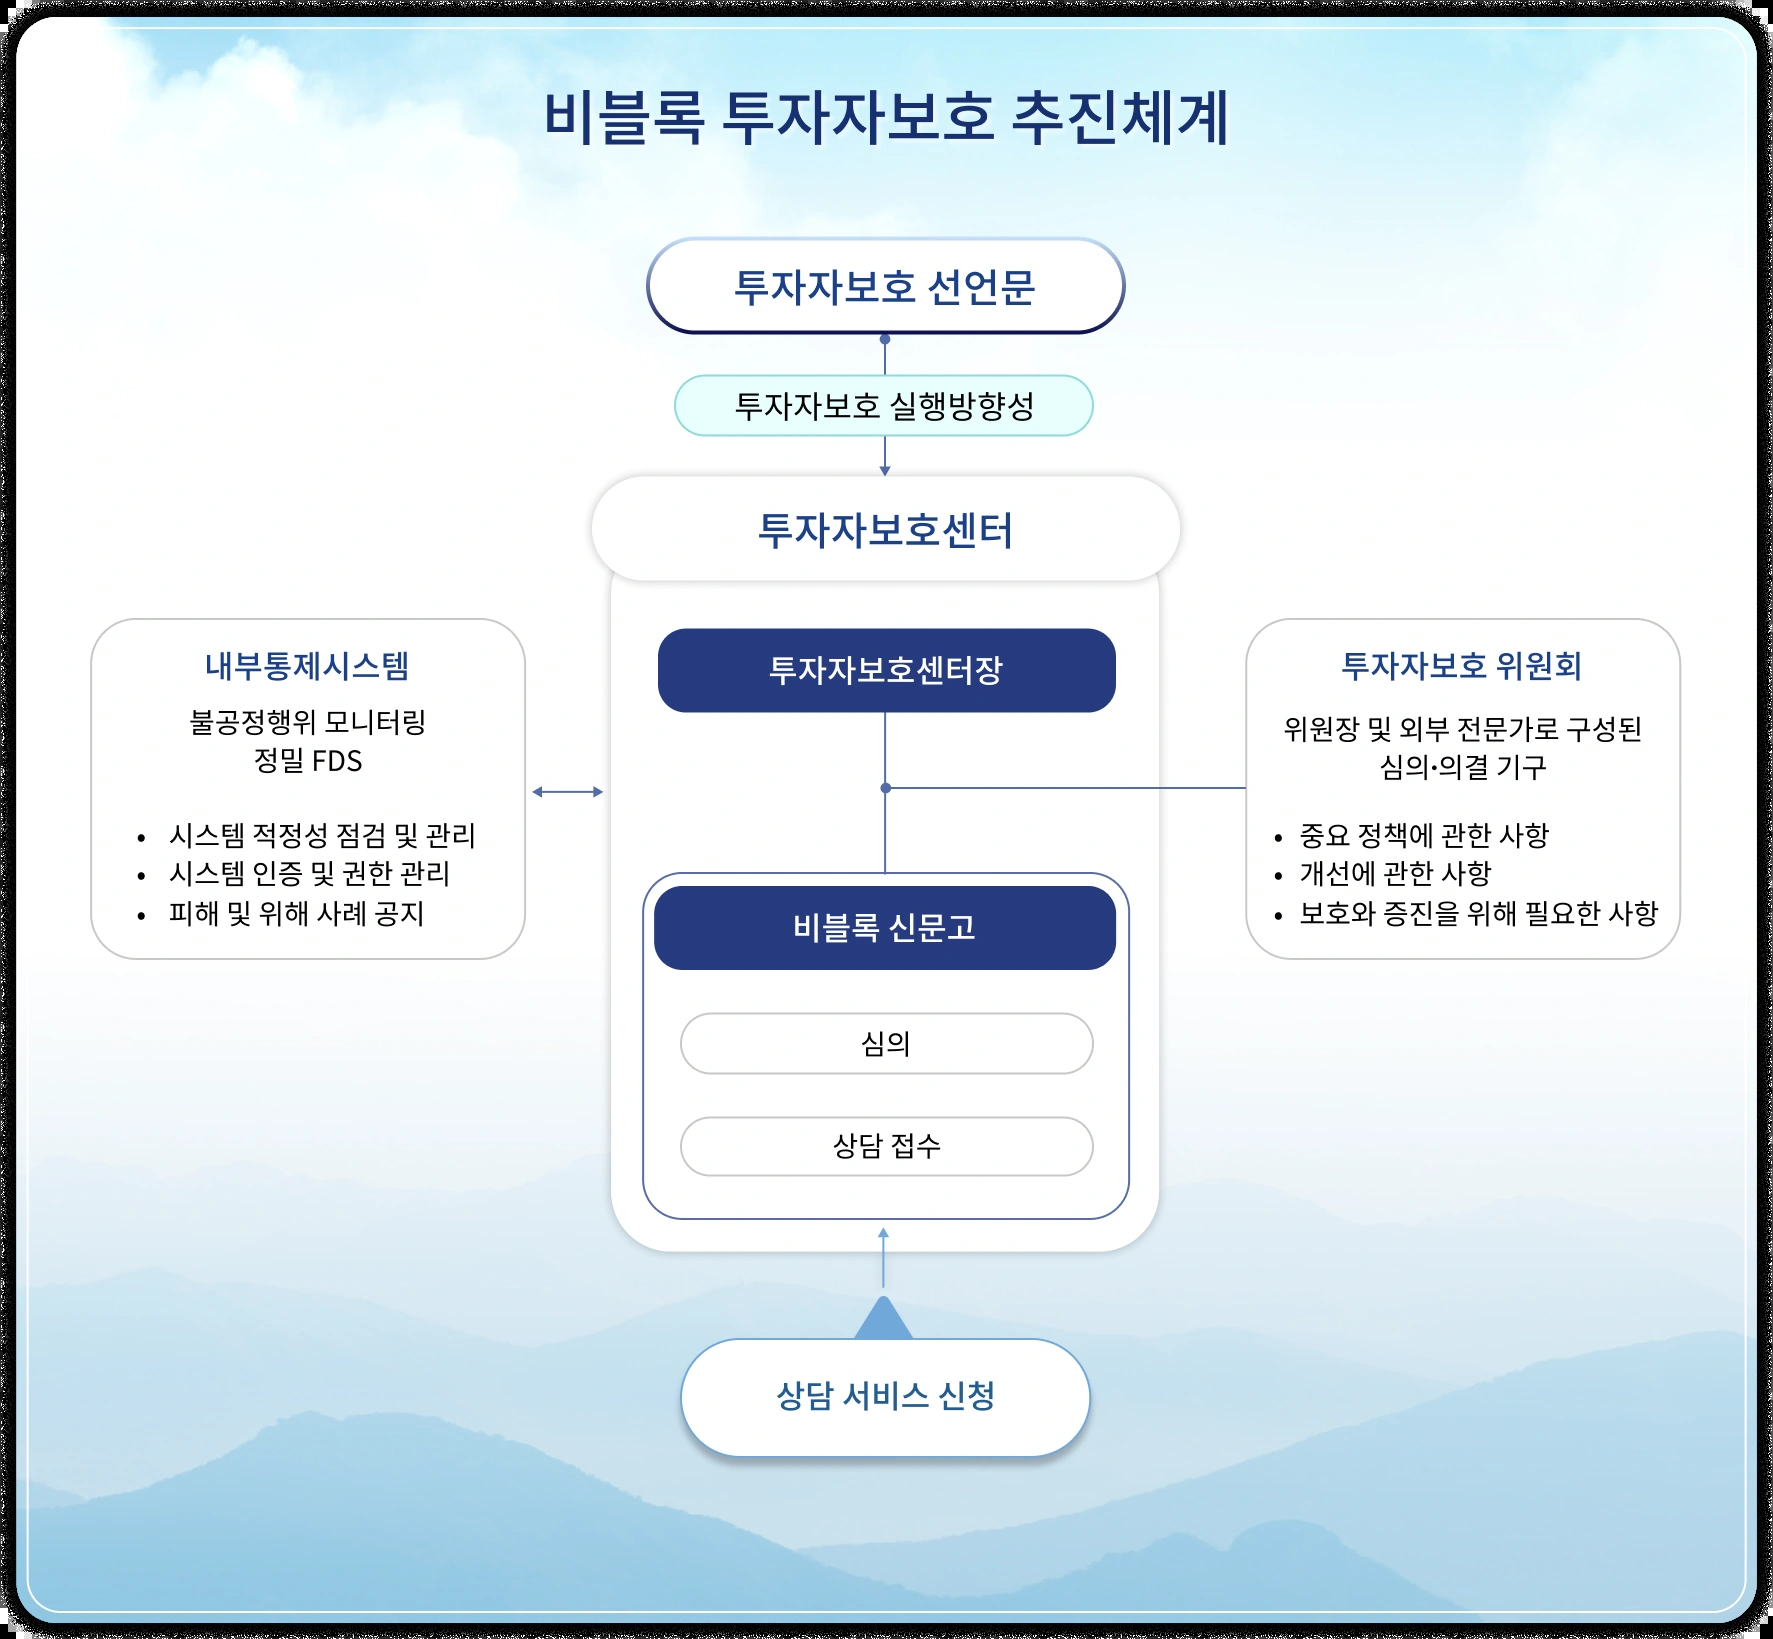 비블록 투자자보호 추진체계
투자자보호 선언문
투자자보호 실행방향성
투자자보호센터
투자자보호센터장
내부통제시스템
불공정행위 모니터링
정밀 FDS
• 시스템 적정성 점검 및 관리
• 시스템 인증 및 권한 관리
• 피해 및 위해 사례 공지
투자자보호 위원회
위원장 및 외부 전문가로 구성된
심의·의결 기구
• 중요 정책에 관한 사항
• 개선에 관한 사항
• 보호와 증진을 위해 필요한 사항
비블록 신문고
심의
상담 접수
상담 서비스 신청